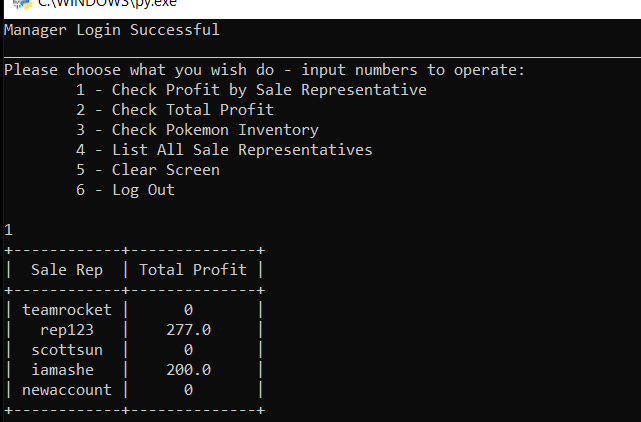 C:\WINDOWS\py.exe
Manager Login Successful
Please choose what you wish do - input numbers to operate:
1 - Check Profit by Sale Representative
2 - Check Total Profit
3 - Check Pokemon Inventory
4 - List All Sale Representatives
5 - Clear Screen
6 - Log Out
1
+------------+--------------+
|  Sale Rep  | Total Profit |
+------------+--------------+
| teamrocket |      0       |
|   rep123   |    277.0     |
|  scottsun  |      0       |
|  iamashe   |    200.0     |
| newaccount |      0       |
+------------+--------------+